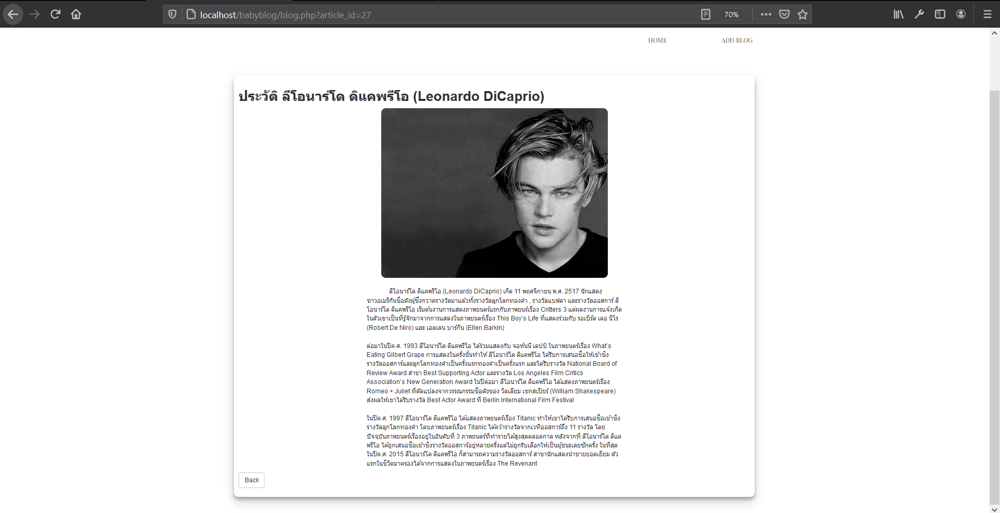 localhost/babyblog/blog.php?article_id=27
70%
HOME
ADD BLOG
ประวัติ ลีโอนาร์โด ดิแคพรีโอ (Leonardo DiCaprio)
ลีโอนาร์โด ดิแคพรีโอ (Leonardo DiCaprio) เกิด 11 พฤศจิกายน พ.ศ. 2517 นักแสดง
ชาวอเมริกันชื่อดังผู้ซึ่งกวาดรางวัลมาแล้วทั้งรางวัลลูกโลกทองคำ , รางวัลแบฟตา และรางวัลออสการ์ ลี
โอนาร์โด ดิแคพรีโอ เริ่มต้นงานการแสดงภาพยนตร์แรกกับภาพยนร์เรื่อง Critters 3 แต่ผลงานการแจ้งเกิด
ในตัวเขาเป็นที่รู้จักมาจากการแสดงในภาพยนตร์เรื่อง This Boy's Life ที่แสดงร่วมกับ รอเบิร์ต เดอ นิโร
(Robert De Niro) และ เอลเลน บาร์กิน (Ellen Barkin)
ต่อมาในปีค.ศ. 1993 ลีโอนาร์โด ดิแคพรีโอ ได้ร่วมแสดงกับ จอห์นนี่ เดปป์ ในภาพยนตร์เรื่อง What's
Eating Gilbert Grape การแสดงในครั้งนั้นทำให้ ลีโอนาร์โด ดิแคพรีโอ ได้รับการเสนอชื่อให้เข้าชิง
รางวัลออสการ์และลูกโลกทองคำเป็นครั้งแรกทองคำเป็นครั้งแรก และได้รับรางวัล National Board of
Review Award สาขา Best Supporting Actor และรางวัล Los Angeles Film Critics
Association's New Generation Award ในปีต่อมา ลีโอนาร์โด ดิแคพรีโอ ได้แสดงภาพยนตร์เรื่อง
Romeo + Juliet ที่ดัดแปลงจากวรรณกรรมชื่อดังของ วิลเลียม เชกสเปียร์ (William Shakespeare)
ส่งผลให้เขาได้รับรางวัล Best Actor Award ที่ Berlin International Film Festival
ในปีค.ศ. 1997 ลีโอนาร์โด ดิแคพรีโอ ได้แสดงภาพยนตร์เรื่อง Titanic ทำให้เขาได้รับการเสนอชื่อเข้าชิง
รางวัลลูกโลกทองคำ โดบภาพยนตร์เรื่อง Titanic ได้คว้ารางวัลจากเวทีออสการ์ถึง 11 รางวัล โดย
ปัจจุบันภาพยนตร์เรื่องอยู่ในอันดับที่ 3 ภาพยนตร์ที่ทำรายได้สูงสุดตลอดกาล หลังจากที่ ลีโอนาร์โด ดิแค
พรีโอ ได้ถูกเสนอชื่อเข้าชิงรางวัลออสการ์อยู่หลายครั้งแต่ไม่ถูกรับเลือกให้เป็นผู้ชนะเลยซักครั้ง ในที่สุด
ในปีค.ศ. 2015 ลีโอนาร์โด ดิแคพรีโอ ก็สามารถความรางวัลออสการ์ สาขานักแสดงนำชายยอดเยี่ยม ตัว
แรกในชีวิตมาครองได้จากการแสดงในภาพยนตร์เรื่อง The Revenant
Back